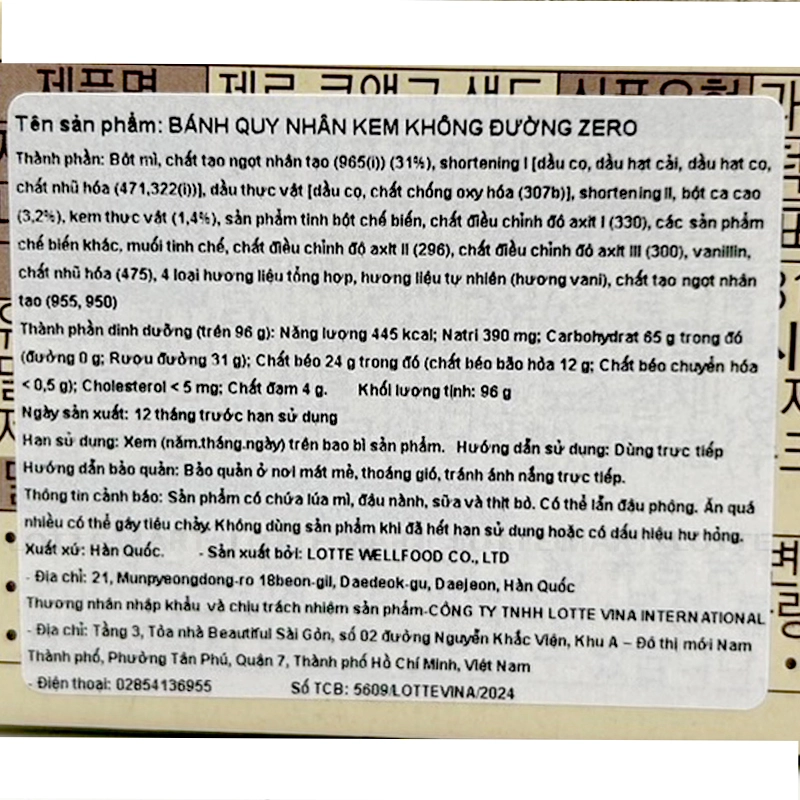 제품명 제로 쿠앤크 샌드 식품유형
Tên sản phẩm: BÁNH QUY NHÂN KEM KHÔNG ĐƯỜNG ZERO
Thành phần: Bột mì, chất tạo ngọt nhân tạo (965(i)) (31%), shortening I [dầu cọ, dầu hạt cải, dầu hạt cọ,
chất nhũ hóa (471,322(i))], dầu thực vật [dầu cọ, chất chống oxy hóa (307b)], shortening II, bột ca cao
(3,2%), kem thực vật (1,4%), sản phẩm tinh bột chế biến, chất điều chỉnh độ axit I (330), các sản phẩm
chế biến khác, muối tinh chế, chất điều chỉnh độ axit II (296), chất điều chỉnh độ axit III (300), vanillin,
chất nhũ hóa (475), 4 loại hương liệu tổng hợp, hương liệu tự nhiên (hương vani), chất tạo ngọt nhân
tạo (955, 950)
Thành phần dinh dưỡng (trên 96 g): Năng lượng 445 kcal; Natri 390 mg; Carbohydrat 65 g trong đó
(đường 0 g; Rượu đường 31 g); Chất béo 24 g trong đó (chất béo bão hòa 12 g; Chất béo chuyển hóa
< 0,5 g); Cholesterol < 5 mg; Chất đạm 4 g. Khối lượng tịnh: 96 g
Ngày sản xuất: 12 tháng trước hạn sử dụng
Hạn sử dụng: Xem (năm.tháng.ngày) trên bao bì sản phẩm. Hướng dẫn sử dụng: Dùng trực tiếp
Hướng dẫn bảo quản: Bảo quản ở nơi mát mẻ, thoáng gió, tránh ánh nắng trực tiếp.
Thông tin cảnh báo: Sản phẩm có chứa lúa mì, đậu nành, sữa và thịt bò. Có thể lẫn đậu phộng. Ăn quá
nhiều có thể gây tiêu chảy. Không dùng sản phẩm khi đã hết hạn sử dụng hoặc có dấu hiệu hư hỏng.
Xuất xứ: Hàn Quốc. - Sản xuất bởi: LOTTE WELLFOOD CO., LTD
- Địa chỉ: 21, Munpyeongdong-ro 18beon-gil, Daedeok-gu, Daejeon, Hàn Quốc
Thương nhân nhập khẩu và chịu trách nhiệm sản phẩm-CÔNG TY TNHH LOTTE VINA INTERNATIONAL
- Địa chỉ: Tầng 3, Tòa nhà Beautiful Sài Gòn, số 02 đường Nguyễn Khắc Viện, Khu A – Đô thị mới Nam
Thành phố, Phường Tân Phú, Quận 7, Thành phố Hồ Chí Minh, Việt Nam
- Điện thoại: 02854136955 Số TCB: 5609/LOTTEVINA/2024